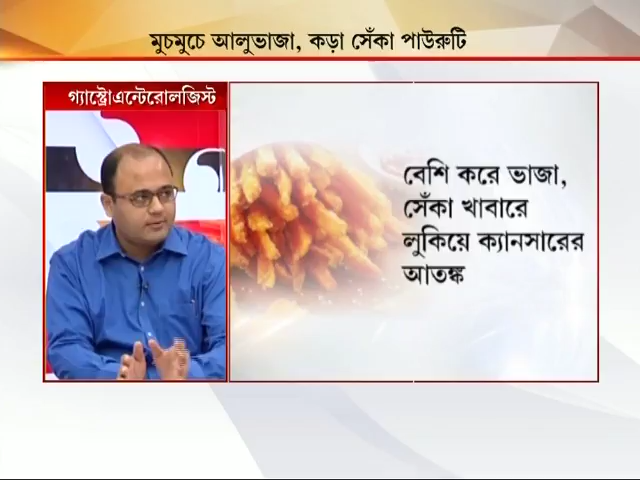 মুচমুচে আলুভাজা, কড়া সেঁকা পাউরুটি
গ্যাস্ট্রোএন্টেরোলজিস্ট
বেশি করে ভাজা,
সেঁকা খাবারে
লুকিয়ে ক্যানসারের
আতঙ্ক